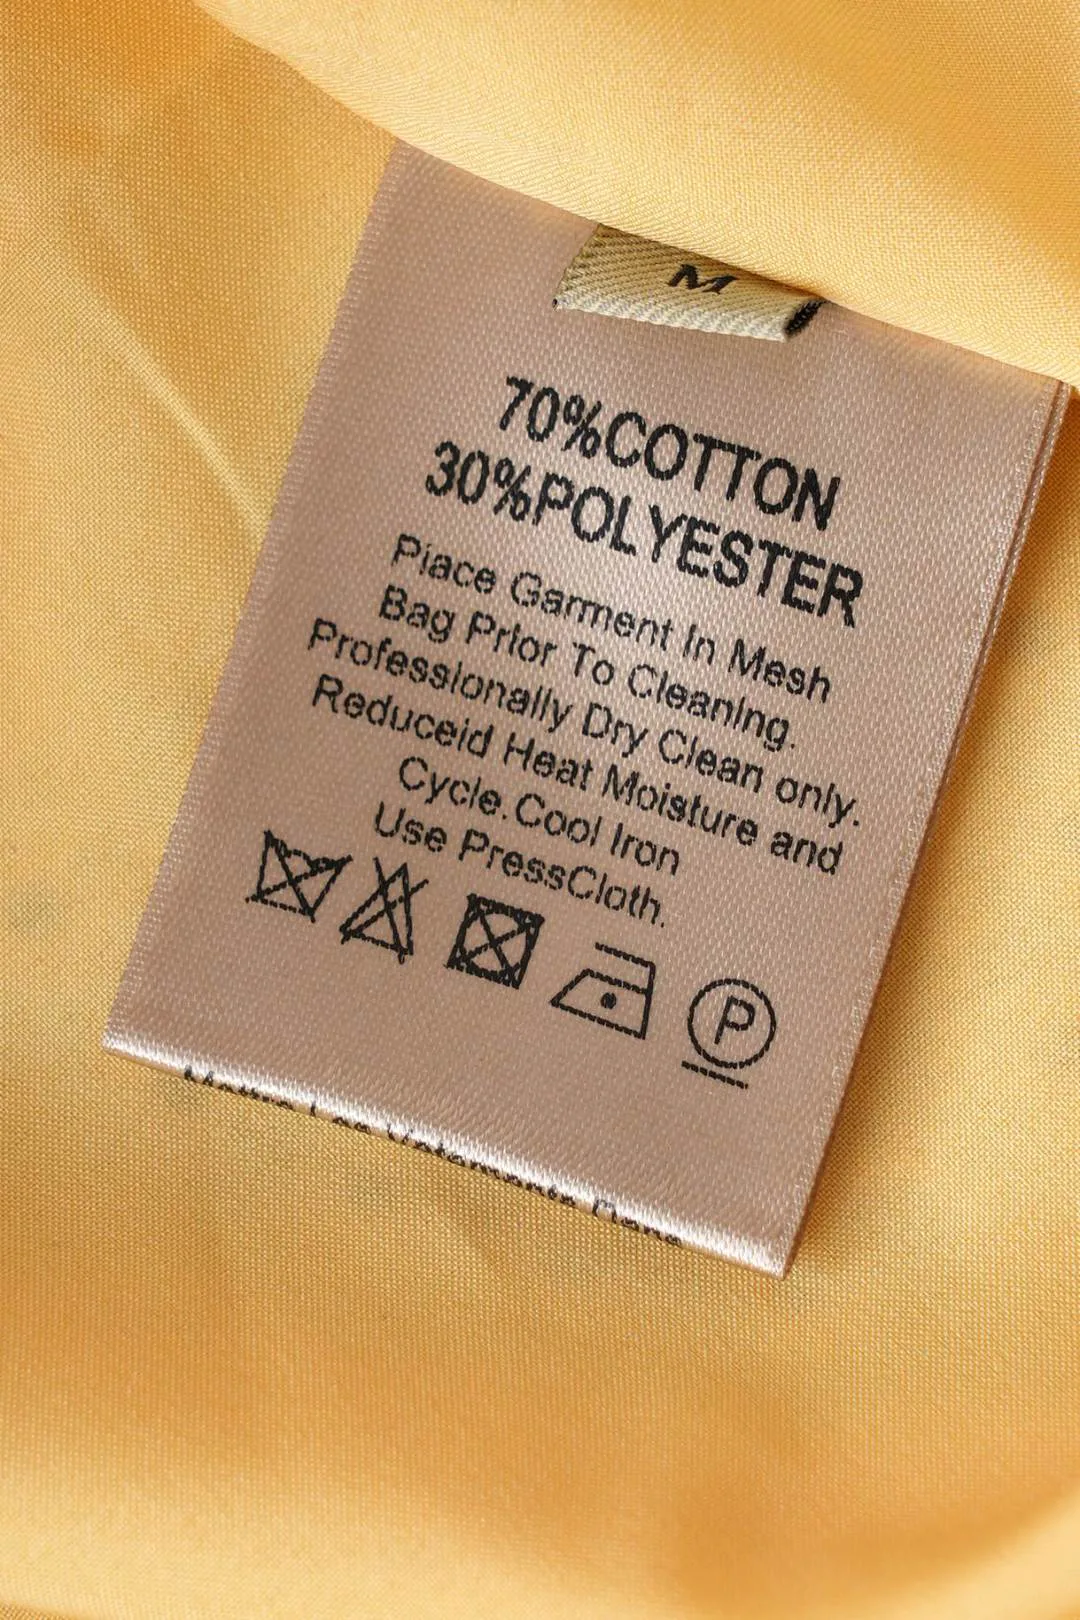 M
70%COTTON
30%POLYESTER
Place Garment In Mesh
Bag Prior To Cleaning.
Professionally Dry Clean only.
Reduceid Heat Moisture and
Cycle.Cool Iron
Use PressCloth.
P